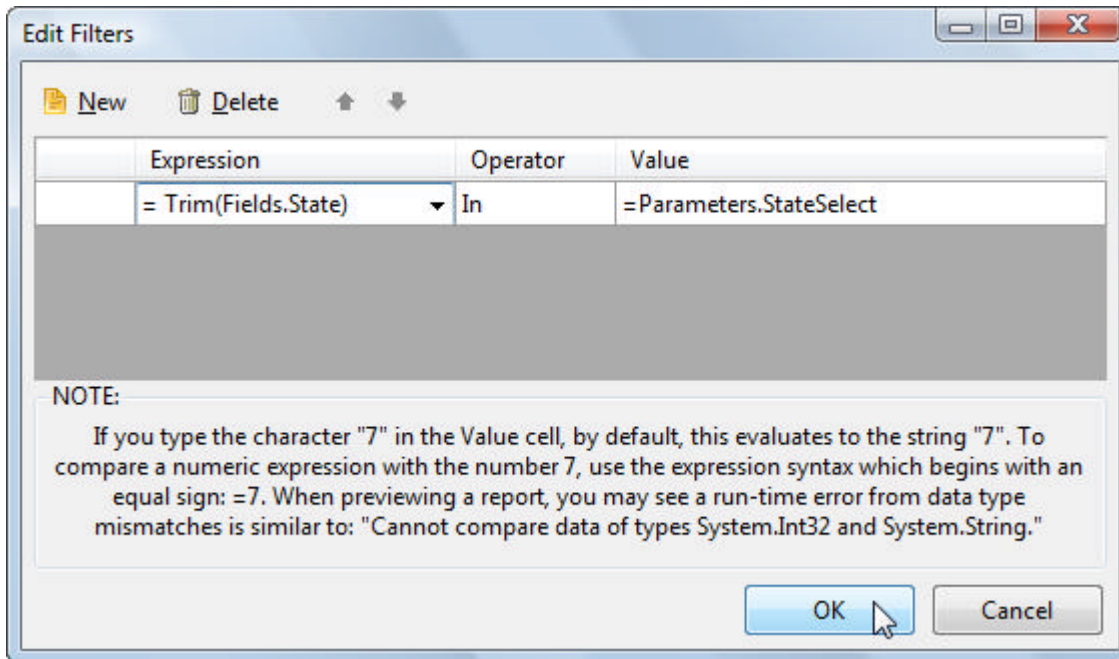 Edit Filters
New Delete
Expression Operator Value
= Trim(Fields.State) In =Parameters.StateSelect
NOTE:
If you type the character "7" in the Value cell, by default, this evaluates to the string "7". To
compare a numeric expression with the number 7, use the expression syntax which begins with an
equal sign: =7. When previewing a report, you may see a run-time error from data type
mismatches is similar to: "Cannot compare data of types System.Int32 and System.String."
OK Cancel